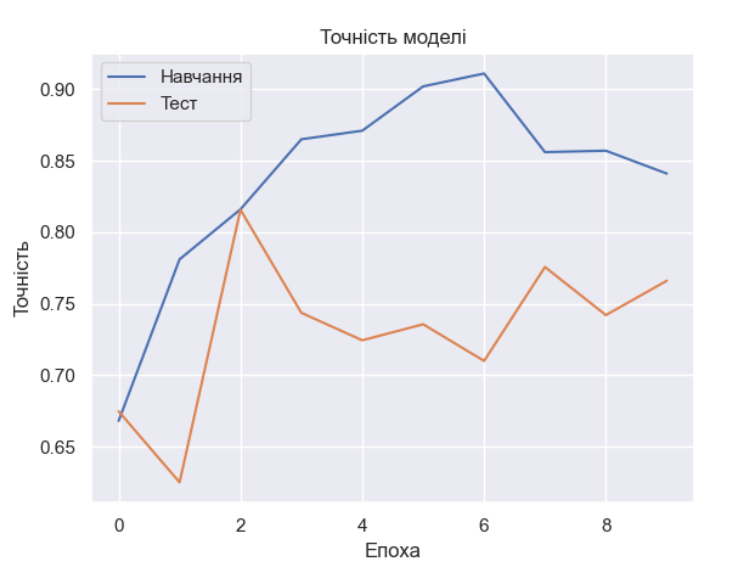 Точність моделі
Навчання
Тест
Точність
0.90
0.85
0.80
0.75
0.70
0.65
0 2 4 6 8
Епоха